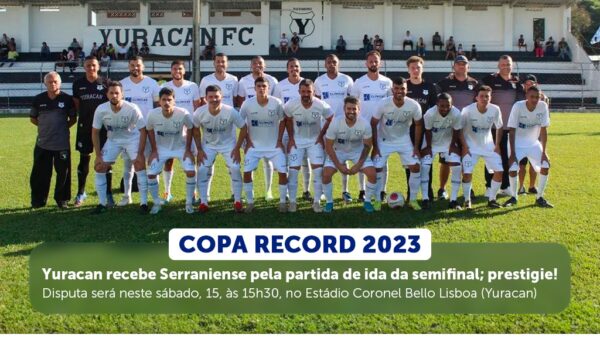 YURACAN F.C.
YURACAN
COPA RECORD 2023
Yuracan recebe Serraniense pela partida de ida da semifinal; prestigie!
Disputa será neste sábado, 15, às 15h30, no Estádio Coronel Bello Lisboa (Yuracan)